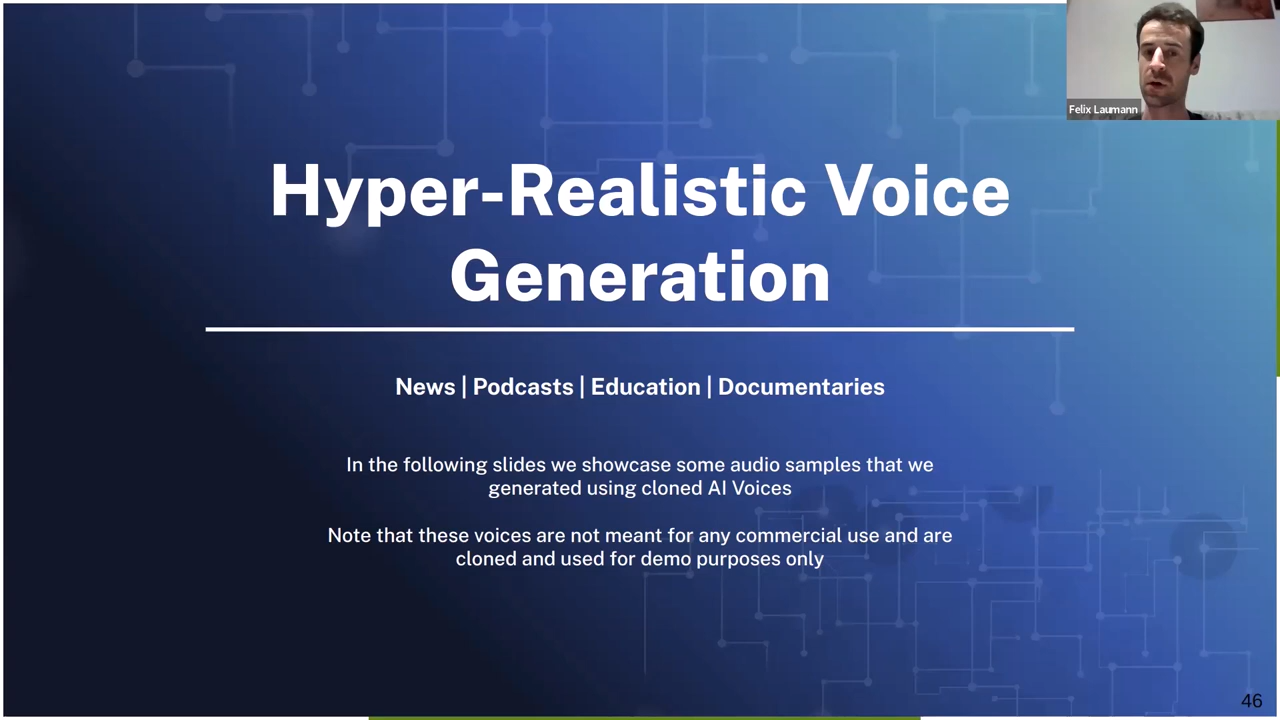 Felix Laumann
Hyper-Realistic Voice
Generation
News | Podcasts | Education | Documentaries
In the following slides we showcase some audio samples that we
generated using cloned AI Voices
Note that these voices are not meant for any commercial use and are
cloned and used for demo purposes only
46